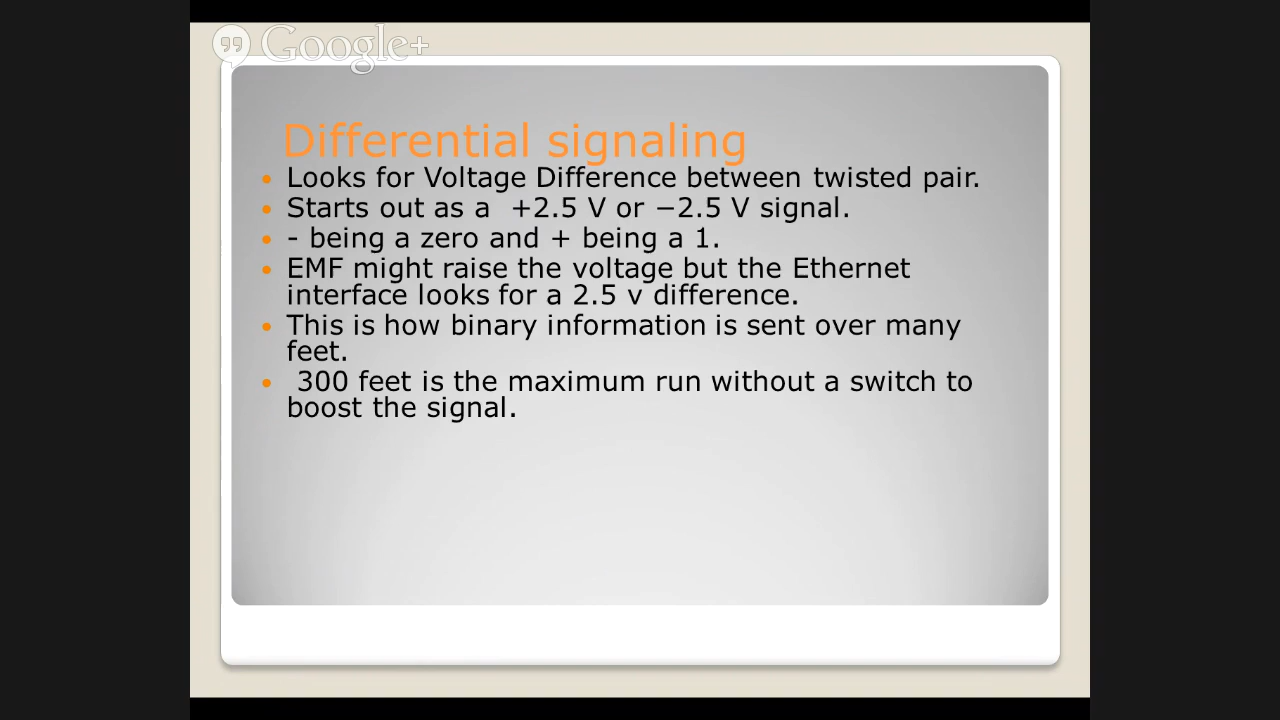 Google+
Differential signaling
Looks for Voltage Difference between twisted pair.
Starts out as a +2.5 V or −2.5 V signal.
- being a zero and + being a 1.
EMF might raise the voltage but the Ethernet
interface looks for a 2.5 v difference.
This is how binary information is sent over many
feet.
300 feet is the maximum run without a switch to
boost the signal.